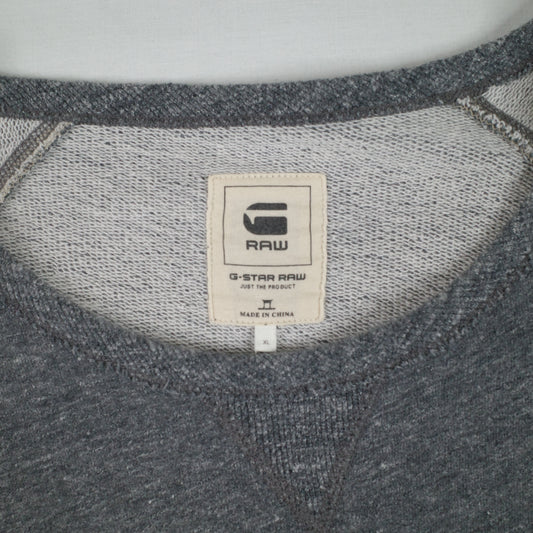 RAW
G-STAR RAW
JUST THE PRODUCT
MADE IN CHINA
XL